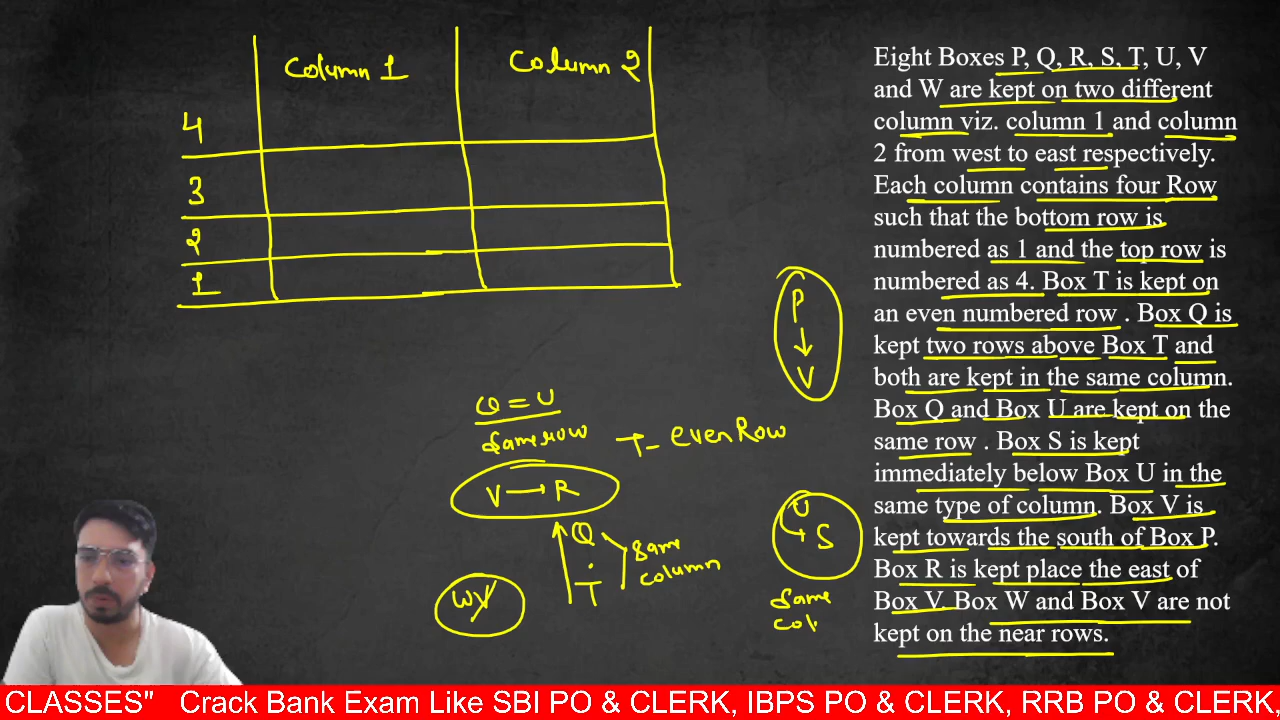 Column 1
Column 2
4
3
2
1
Eight Boxes P, Q, R, S, T, U, V
and W are kept on two different
column viz. column 1 and column
2 from west to east respectively.
Each column contains four Row
such that the bottom row is
numbered as 1 and the top row is
numbered as 4. Box T is kept on
an even numbered row . Box Q is
kept two rows above Box T and
both are kept in the same column.
Box Q and Box U are kept on the
same row . Box S is kept
immediately below Box U in the
same type of column. Box V is
kept towards the south of Box P.
Box R is kept place the east of
Box V. Box W and Box V are not
kept on the near rows.
P
V
Q = U
Same row
T - even Row
V → R
Q
T
Same
column
WV
U
S
Same
col
CLASSES" Crack Bank Exam Like SBI PO & CLERK, IBPS PO & CLERK, RRB PO & CLERK,